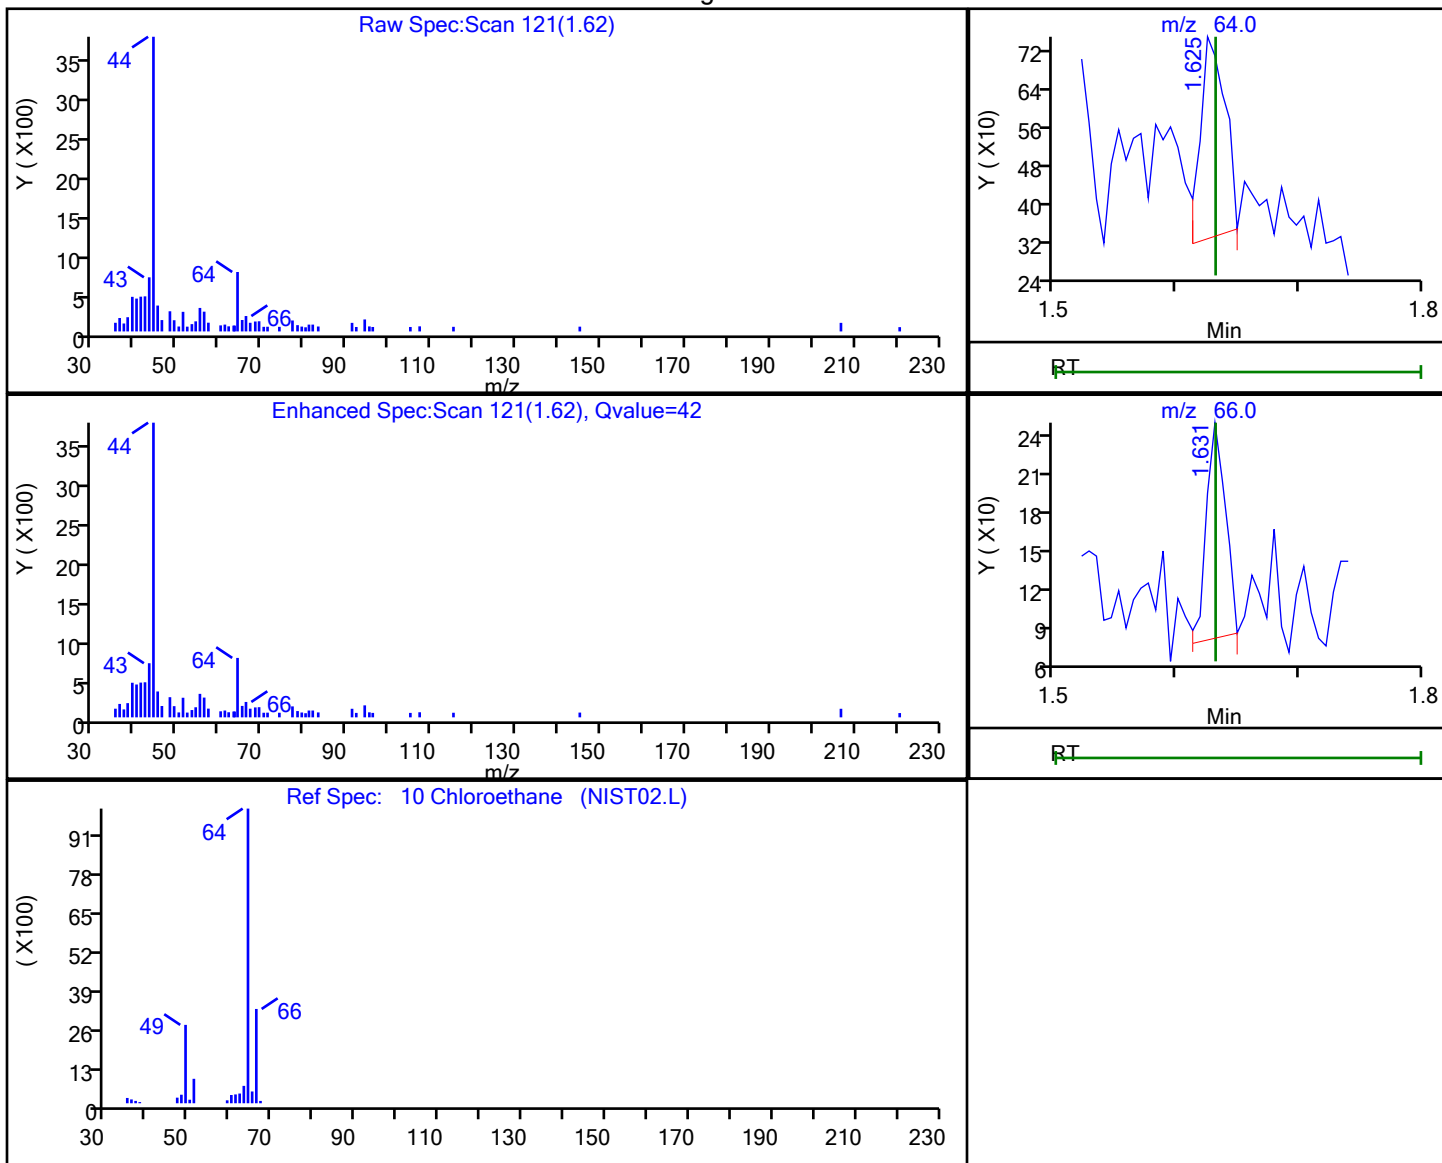 Raw Spec:Scan 121(1.62)
Y ( X100)
35
30
25
20
15
10
5
0
44
43
64
66
30 50 70 90 110 130 150 170 190 210 230
m/z
m/z 64.0
Y ( X10)
72
64
56
48
40
32
24
1.625
1.5 1.8
Min
RT
Enhanced Spec:Scan 121(1.62), Qvalue=42
Y ( X100)
35
30
25
20
15
10
5
0
44
43
64
66
30 50 70 90 110 130 150 170 190 210 230
m/z
m/z 66.0
Y ( X10)
24
21
18
15
12
9
6
1.631
1.5 1.8
Min
RT
Ref Spec: 10 Chloroethane (NIST02.L)
( X100)
91
78
65
52
39
26
13
0
64
49
66
30 50 70 90 110 130 150 170 190 210 230